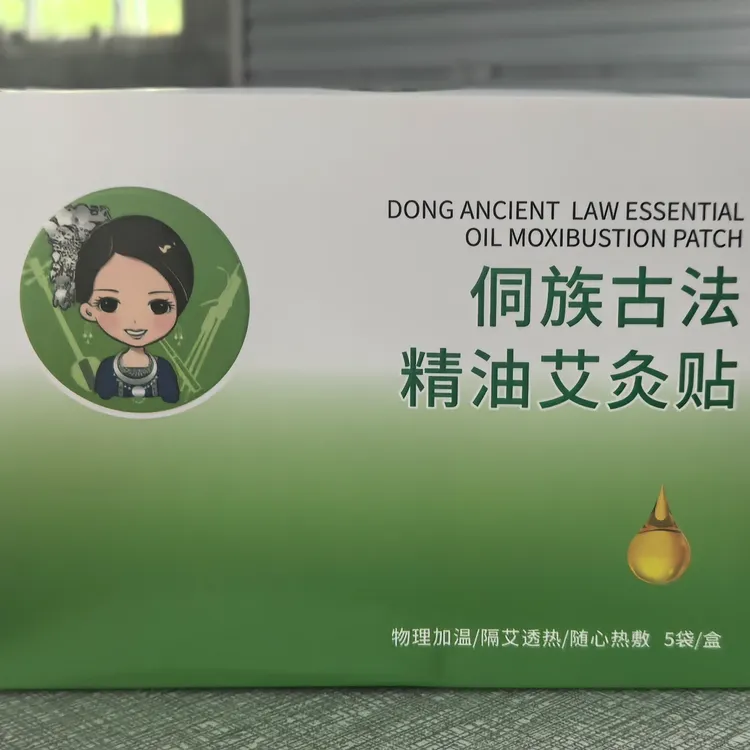 DONG ANCIENT LAW ESSENTIAL
OIL MOXIBUSTION PATCH
侗族古法
精油艾灸贴
物理加温/隔艾透热/随心热敷 5袋/盒